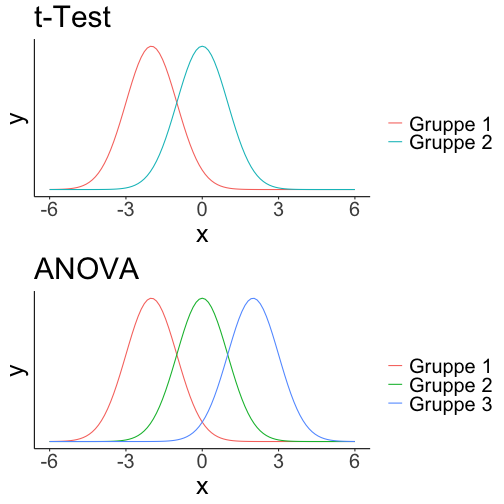 t-Test
y
Gruppe 1
Gruppe 2
-6 -3 0 3 6
x
ANOVA
y
Gruppe 1
Gruppe 2
Gruppe 3
-6 -3 0 3 6
x